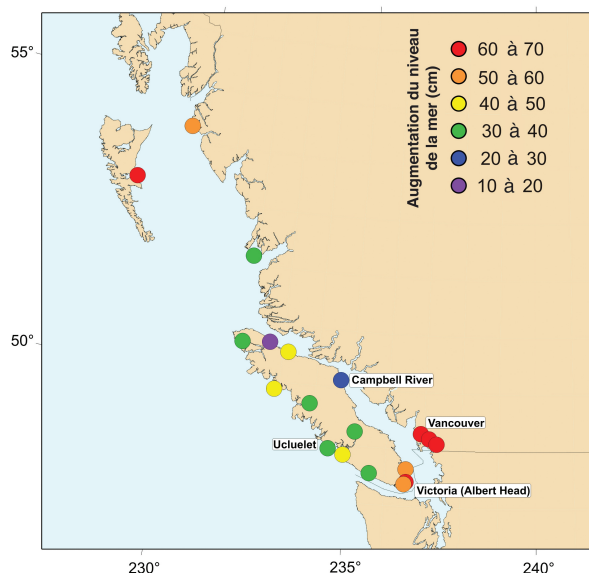 55°
50°
Augmentation du niveau
de la mer (cm)
60 à 70
50 à 60
40 à 50
30 à 40
20 à 30
10 à 20
Campbell River
Vancouver
Ucluelet
Victoria (Albert Head)
230°
235°
240°